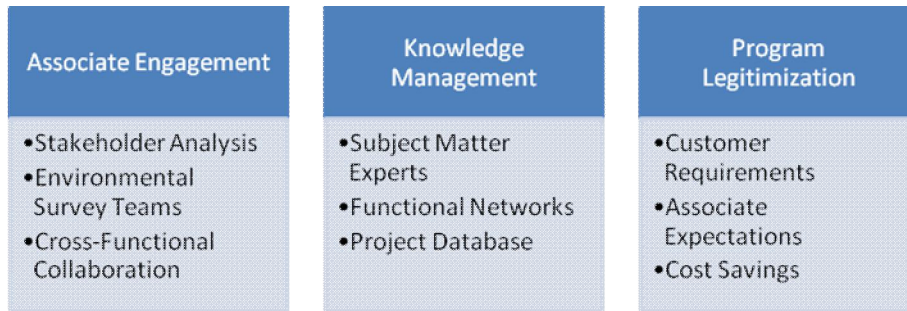 Associate Engagement
•Stakeholder Analysis
•Environmental
Survey Teams
•Cross-Functional
Collaboration
Knowledge
Management
•Subject Matter
Experts
•Functional Networks
•Project Database
Program
Legitimization
•Customer
Requirements
•Associate
Expectations
•Cost Savings